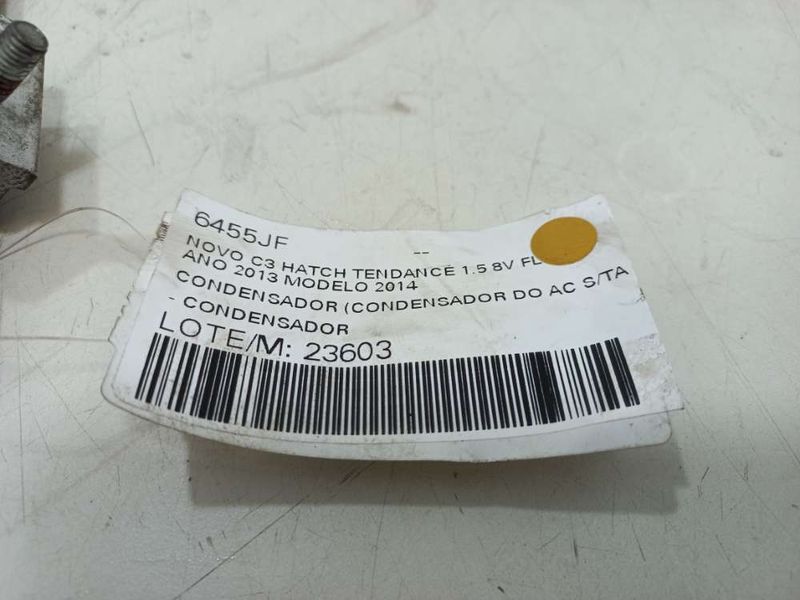 6455JF
--
NOVO C3 HATCH TENDANCE 1.5 8V FL
ANO 2013 MODELO 2014
CONDENSADOR (CONDENSADOR DO AC S/TA
- CONDENSADOR
LOTE/M: 23603